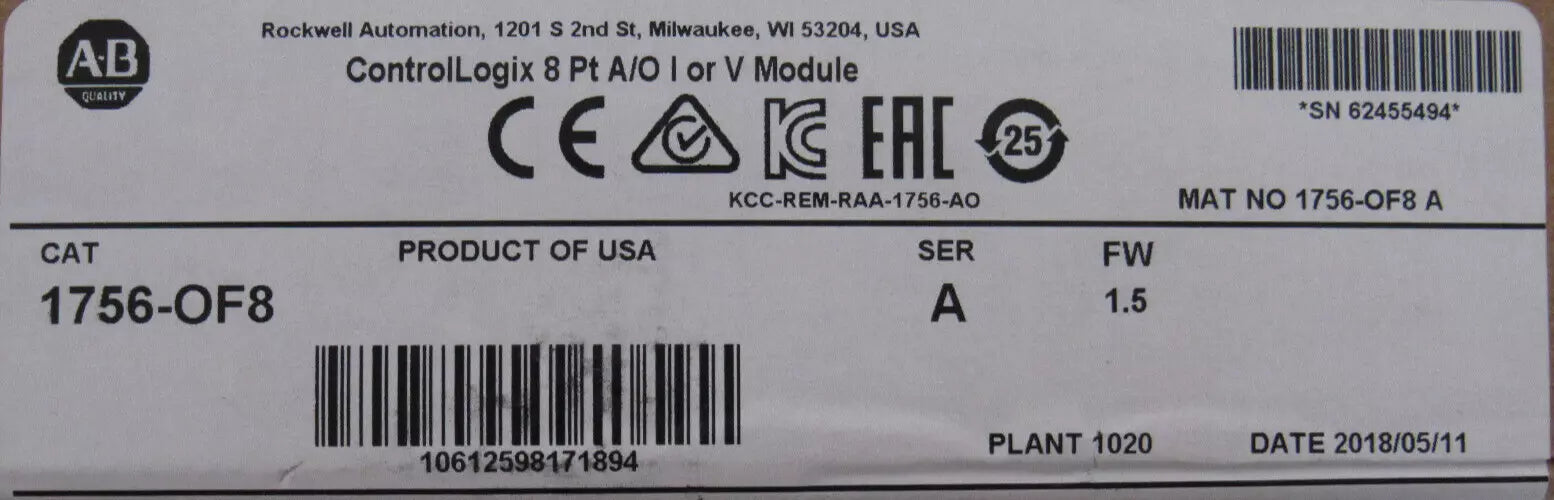 A·B
QUALITY
Rockwell Automation, 1201 S 2nd St, Milwaukee, WI 53204, USA
ControlLogix 8 Pt A/O I or V Module
*SN 62455494*
CE KC EAC 25
KCC-REM-RAA-1756-AO
MAT NO 1756-OF8 A
CAT PRODUCT OF USA SER FW
1756-OF8 A 1.5
10612598171894
PLANT 1020 DATE 2018/05/11